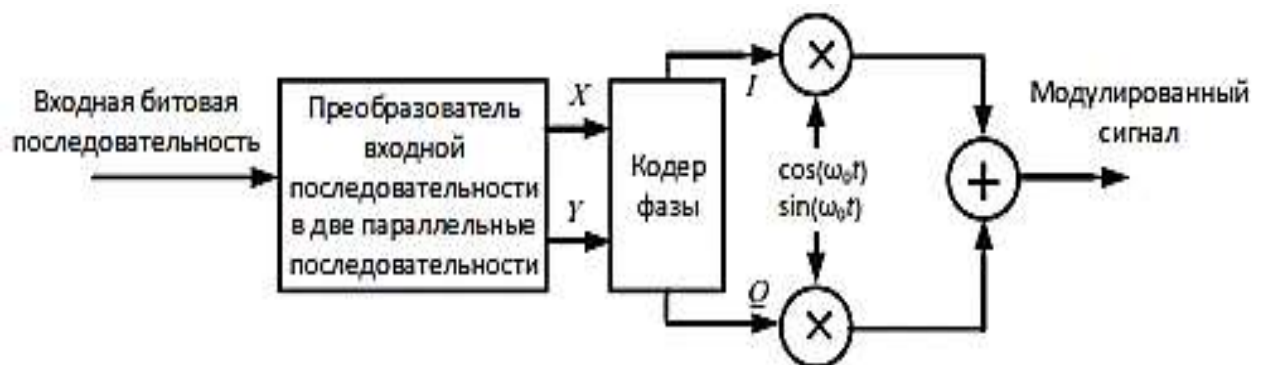 Входная битовая
последовательность
Преобразователь
входной
последовательности
в две параллельные
последовательности
X
Y
Кодер
фазы
I
Q
×
cos(ω₀t)
sin(ω₀t)
×
+
Модулированный
сигнал